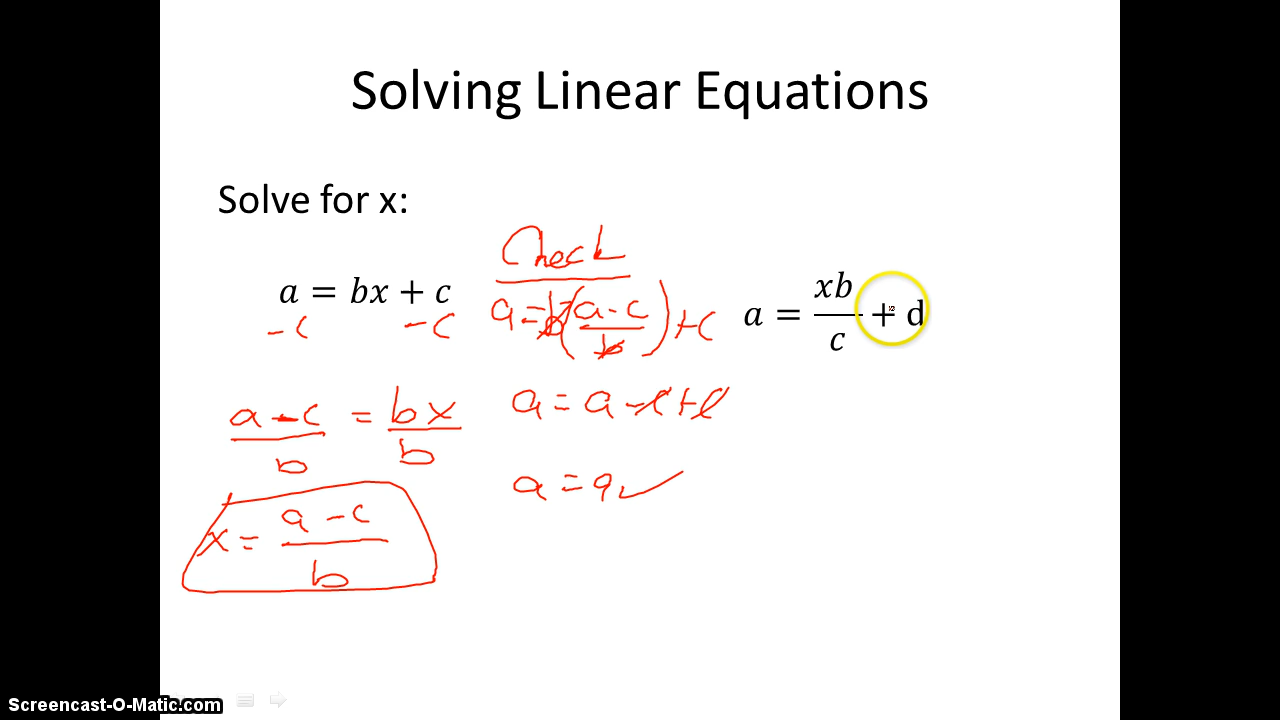 Solving Linear Equations
Solve for x:
a = bx + c
-c -c
a-c = bx
b b
x = a-c
b
Check
a = b(a-c)+c
b
a = a-c+c
a = a✓
a = xb + d
c
Screencast-O-Matic.com